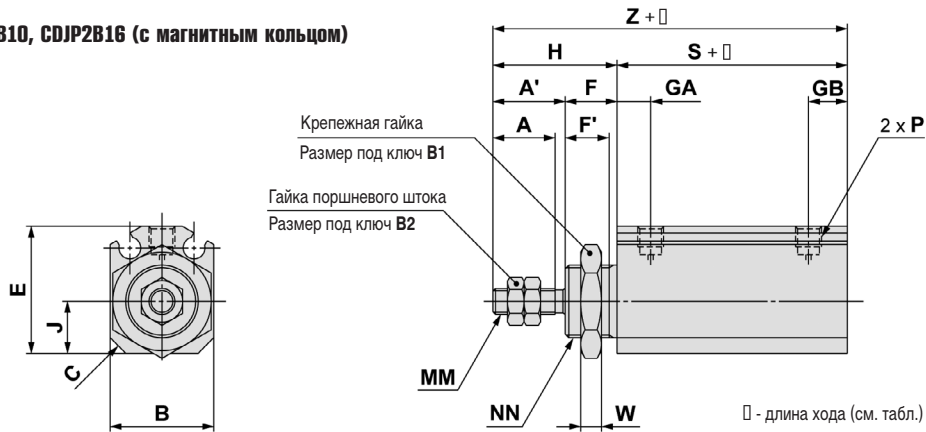 B10, CDJP2B16 (с магнитным кольцом)
Z + ▯
H
S + ▯
A'
F
GA
GB
A
F'
2 x P
Крепежная гайка
Размер под ключ B1
Гайка поршневого штока
Размер под ключ B2
E
J
C
B
MM
NN
W
▯ - длина хода (см. табл.)